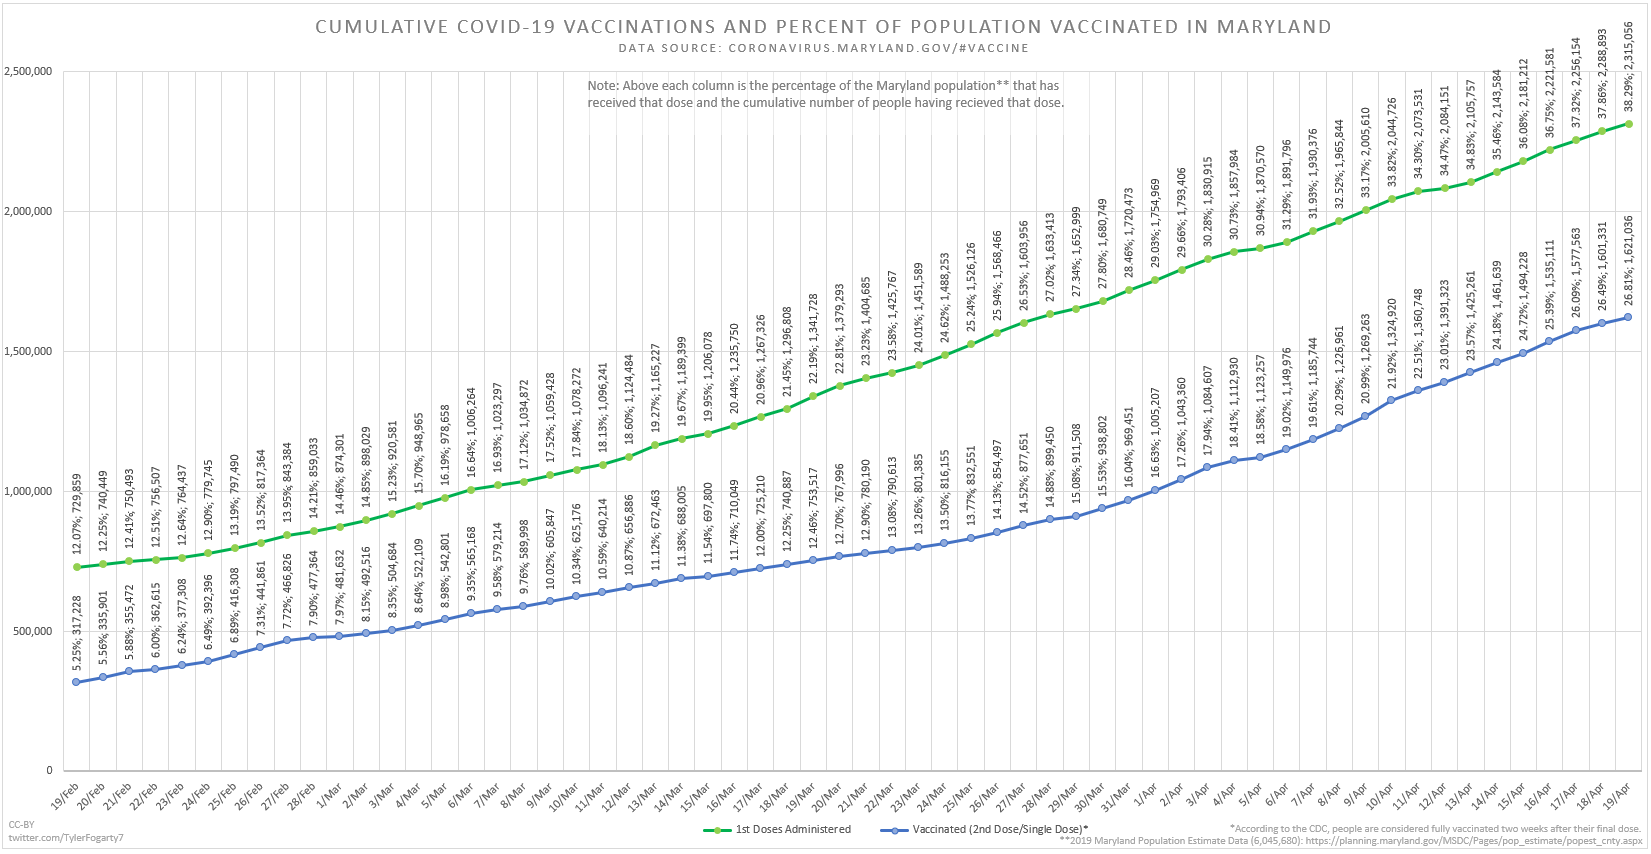 CUMULATIVE COVID-19 VACCINATIONS AND PERCENT OF POPULATION VACCINATED IN MARYLAND
DATA SOURCE: CORONAVIRUS.MARYLAND.GOV/#VACCINE
Note: Above each column is the percentage of the Maryland population** that has
received that dose and the cumulative number of people having recieved that dose.
2,500,000
2,000,000
1,500,000
1,000,000
500,000
0
12.07%; 729,859
12.25%; 740,449
12.41%; 750,493
12.51%; 756,507
12.64%; 764,437
12.90%; 779,745
13.19%; 797,490
13.52%; 817,364
13.95%; 843,384
14.21%; 859,033
14.46%; 874,301
14.85%; 898,029
15.23%; 920,581
15.70%; 948,965
16.19%; 978,658
16.64%; 1,006,264
16.93%; 1,023,297
17.12%; 1,034,872
17.52%; 1,059,428
17.84%; 1,078,272
18.13%; 1,096,241
18.60%; 1,124,484
19.27%; 1,165,227
19.67%; 1,189,399
19.95%; 1,206,078
20.44%; 1,235,750
20.96%; 1,267,326
21.45%; 1,296,808
22.19%; 1,341,728
22.81%; 1,379,293
23.23%; 1,404,685
23.58%; 1,425,767
24.01%; 1,451,589
24.62%; 1,488,253
25.24%; 1,526,126
25.94%; 1,568,466
26.53%; 1,603,956
27.02%; 1,633,413
27.34%; 1,652,999
27.80%; 1,680,749
28.46%; 1,720,473
29.03%; 1,754,969
29.66%; 1,793,406
30.28%; 1,830,915
30.73%; 1,857,984
30.94%; 1,870,570
31.29%; 1,891,796
31.93%; 1,930,376
32.52%; 1,965,844
33.17%; 2,005,610
33.82%; 2,044,726
34.30%; 2,073,531
34.47%; 2,084,151
34.83%; 2,105,757
35.46%; 2,143,584
36.08%; 2,181,212
36.75%; 2,221,581
37.32%; 2,256,154
37.86%; 2,288,893
38.29%; 2,315,056
5.25%; 317,228
5.56%; 335,901
5.88%; 355,472
6.00%; 362,615
6.24%; 377,308
6.49%; 392,396
6.89%; 416,308
7.31%; 441,861
7.72%; 466,826
7.90%; 477,364
7.97%; 481,632
8.15%; 492,516
8.35%; 504,684
8.64%; 522,109
8.98%; 542,801
9.35%; 565,168
9.58%; 579,214
9.76%; 589,998
10.02%; 605,847
10.34%; 625,176
10.59%; 640,214
10.87%; 656,886
11.12%; 672,463
11.38%; 688,005
11.54%; 697,800
11.74%; 710,049
12.00%; 725,210
12.25%; 740,887
12.46%; 753,517
12.70%; 767,996
12.90%; 780,190
13.08%; 790,613
13.26%; 801,385
13.50%; 816,155
13.77%; 832,551
14.13%; 854,497
14.52%; 877,651
14.88%; 899,450
15.08%; 911,508
15.53%; 938,802
16.04%; 969,451
16.63%; 1,005,207
17.26%; 1,043,360
17.94%; 1,084,607
18.41%; 1,112,930
18.58%; 1,123,257
19.02%; 1,149,976
19.61%; 1,185,744
20.29%; 1,226,961
20.99%; 1,269,263
21.92%; 1,324,920
22.51%; 1,360,748
23.01%; 1,391,323
23.57%; 1,425,261
24.18%; 1,461,639
24.72%; 1,494,228
25.39%; 1,535,111
26.09%; 1,577,563
26.49%; 1,601,331
26.81%; 1,621,036
19/Feb
20/Feb
21/Feb
22/Feb
23/Feb
24/Feb
25/Feb
26/Feb
27/Feb
28/Feb
1/Mar
2/Mar
3/Mar
4/Mar
5/Mar
6/Mar
7/Mar
8/Mar
9/Mar
10/Mar
11/Mar
12/Mar
13/Mar
14/Mar
15/Mar
16/Mar
17/Mar
18/Mar
19/Mar
20/Mar
21/Mar
22/Mar
23/Mar
24/Mar
25/Mar
26/Mar
27/Mar
28/Mar
29/Mar
30/Mar
31/Mar
1/Apr
2/Apr
3/Apr
4/Apr
5/Apr
6/Apr
7/Apr
8/Apr
9/Apr
10/Apr
11/Apr
12/Apr
13/Apr
14/Apr
15/Apr
16/Apr
17/Apr
18/Apr
19/Apr
CC-BY
twitter.com/TylerFogarty7
1st Doses Administered
Vaccinated (2nd Dose/Single Dose)*
*According to the CDC, people are considered fully vaccinated two weeks after their final dose.
**2019 Maryland Population Estimate Data (6,045,680): https://planning.maryland.gov/MSDC/Pages/pop_estimate/popest_cnty.aspx